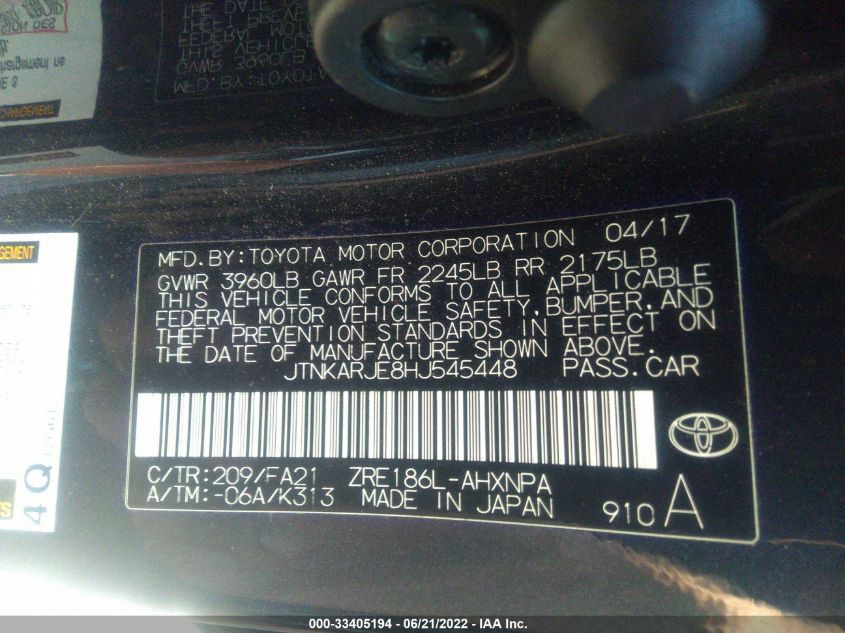 MFD.BY:TOYOTA MOTOR CORPORATION 04/17
GVWR 3960LB GAWR FR 2245LB RR 2175LB
THIS VEHICLE CONFORMS TO ALL APPLICABLE
FEDERAL MOTOR VEHICLE SAFETY,BUMPER,AND
THEFT PREVENTION STANDARDS IN EFFECT ON
THE DATE OF MANUFACTURE SHOWN ABOVE.
JTNKARJE8HJ545448 PASS.CAR
C/TR:209/FA21 ZRE186L-AHXNPA
A/TM:-06A/K313 MADE IN JAPAN
910 A
4Q
000-33405194 - 06/21/2022 - IAA Inc.